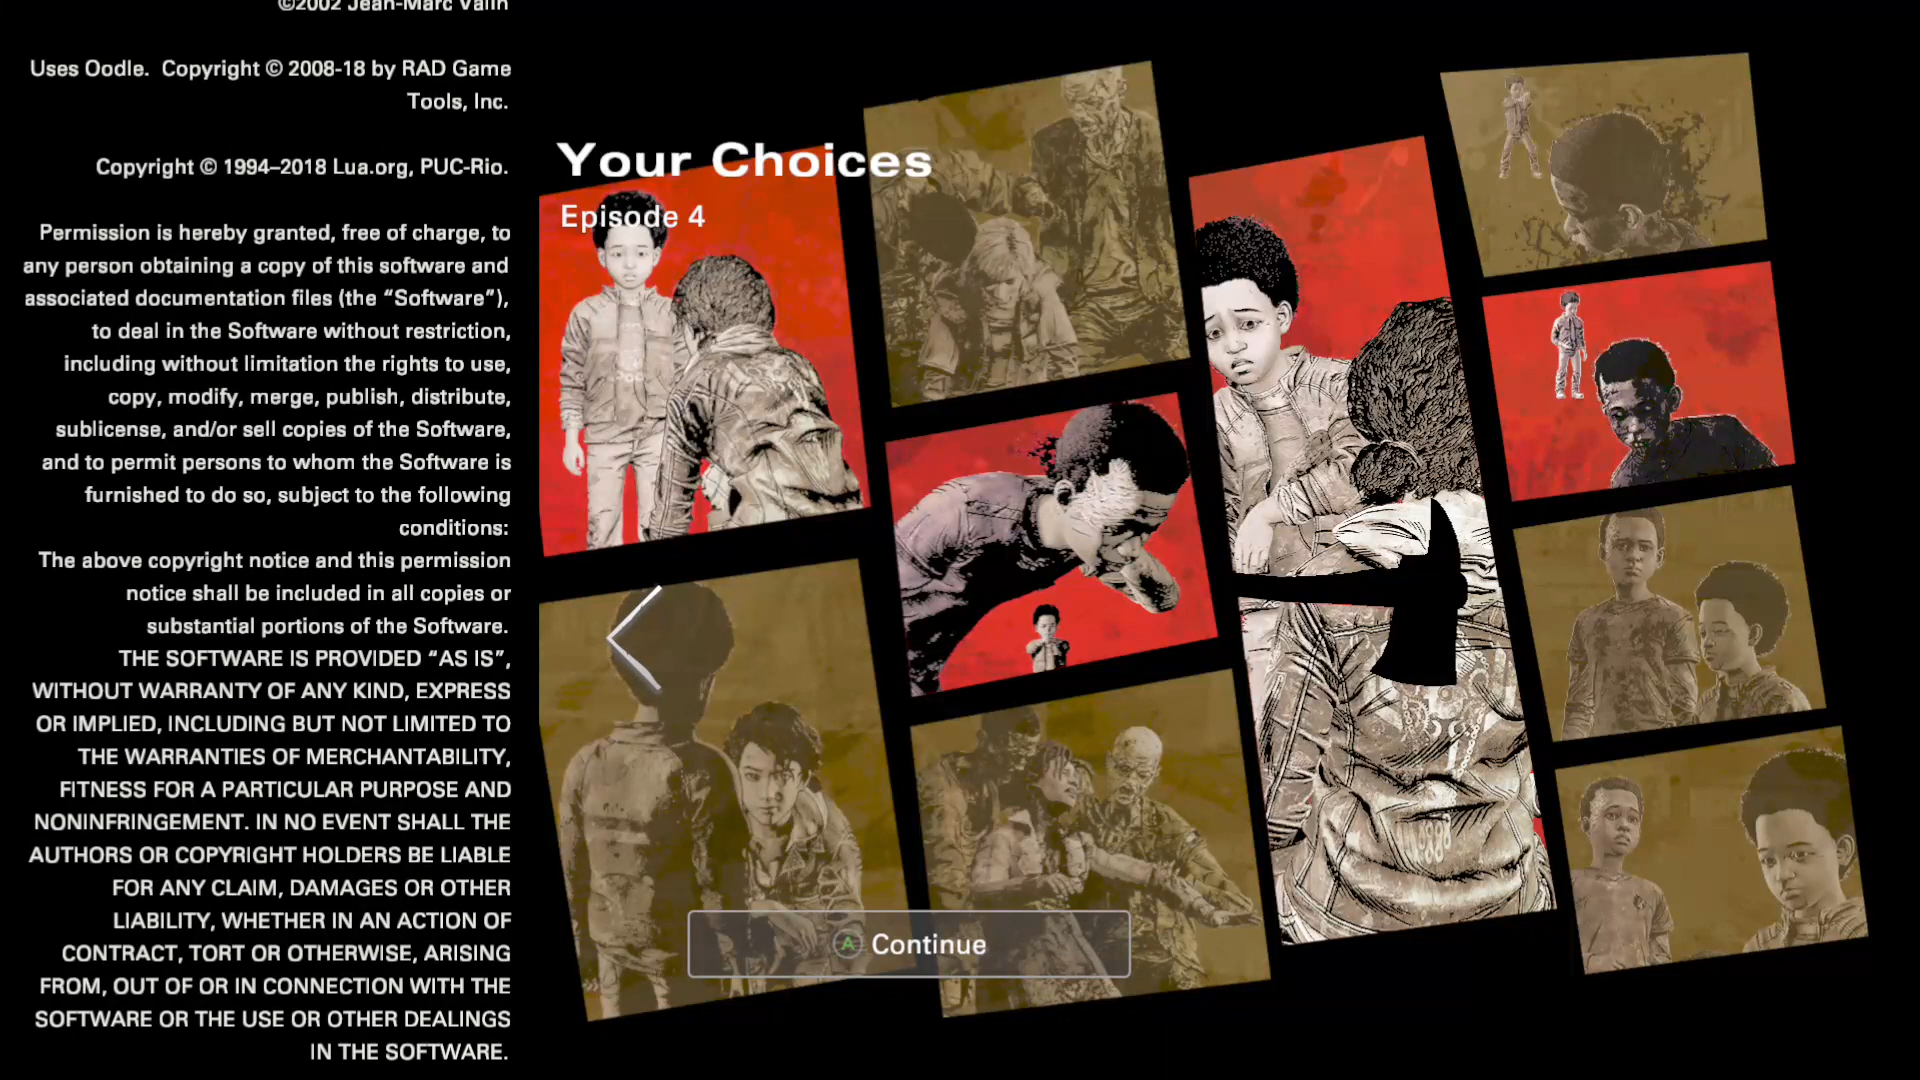 ©2002 Jean-Marc Valin
Uses Oodle.  Copyright © 2008-18 by RAD Game
Tools, Inc.
Copyright © 1994–2018 Lua.org, PUC-Rio.
Permission is hereby granted, free of charge, to
any person obtaining a copy of this software and
associated documentation files (the “Software”),
to deal in the Software without restriction,
including without limitation the rights to use,
copy, modify, merge, publish, distribute,
sublicense, and/or sell copies of the Software,
and to permit persons to whom the Software is
furnished to do so, subject to the following
conditions:
The above copyright notice and this permission
notice shall be included in all copies or
substantial portions of the Software.
THE SOFTWARE IS PROVIDED “AS IS”,
WITHOUT WARRANTY OF ANY KIND, EXPRESS
OR IMPLIED, INCLUDING BUT NOT LIMITED TO
THE WARRANTIES OF MERCHANTABILITY,
FITNESS FOR A PARTICULAR PURPOSE AND
NONINFRINGEMENT. IN NO EVENT SHALL THE
AUTHORS OR COPYRIGHT HOLDERS BE LIABLE
FOR ANY CLAIM, DAMAGES OR OTHER
LIABILITY, WHETHER IN AN ACTION OF
CONTRACT, TORT OR OTHERWISE, ARISING
FROM, OUT OF OR IN CONNECTION WITH THE
SOFTWARE OR THE USE OR OTHER DEALINGS
IN THE SOFTWARE.
Your Choices
Episode 4
A Continue